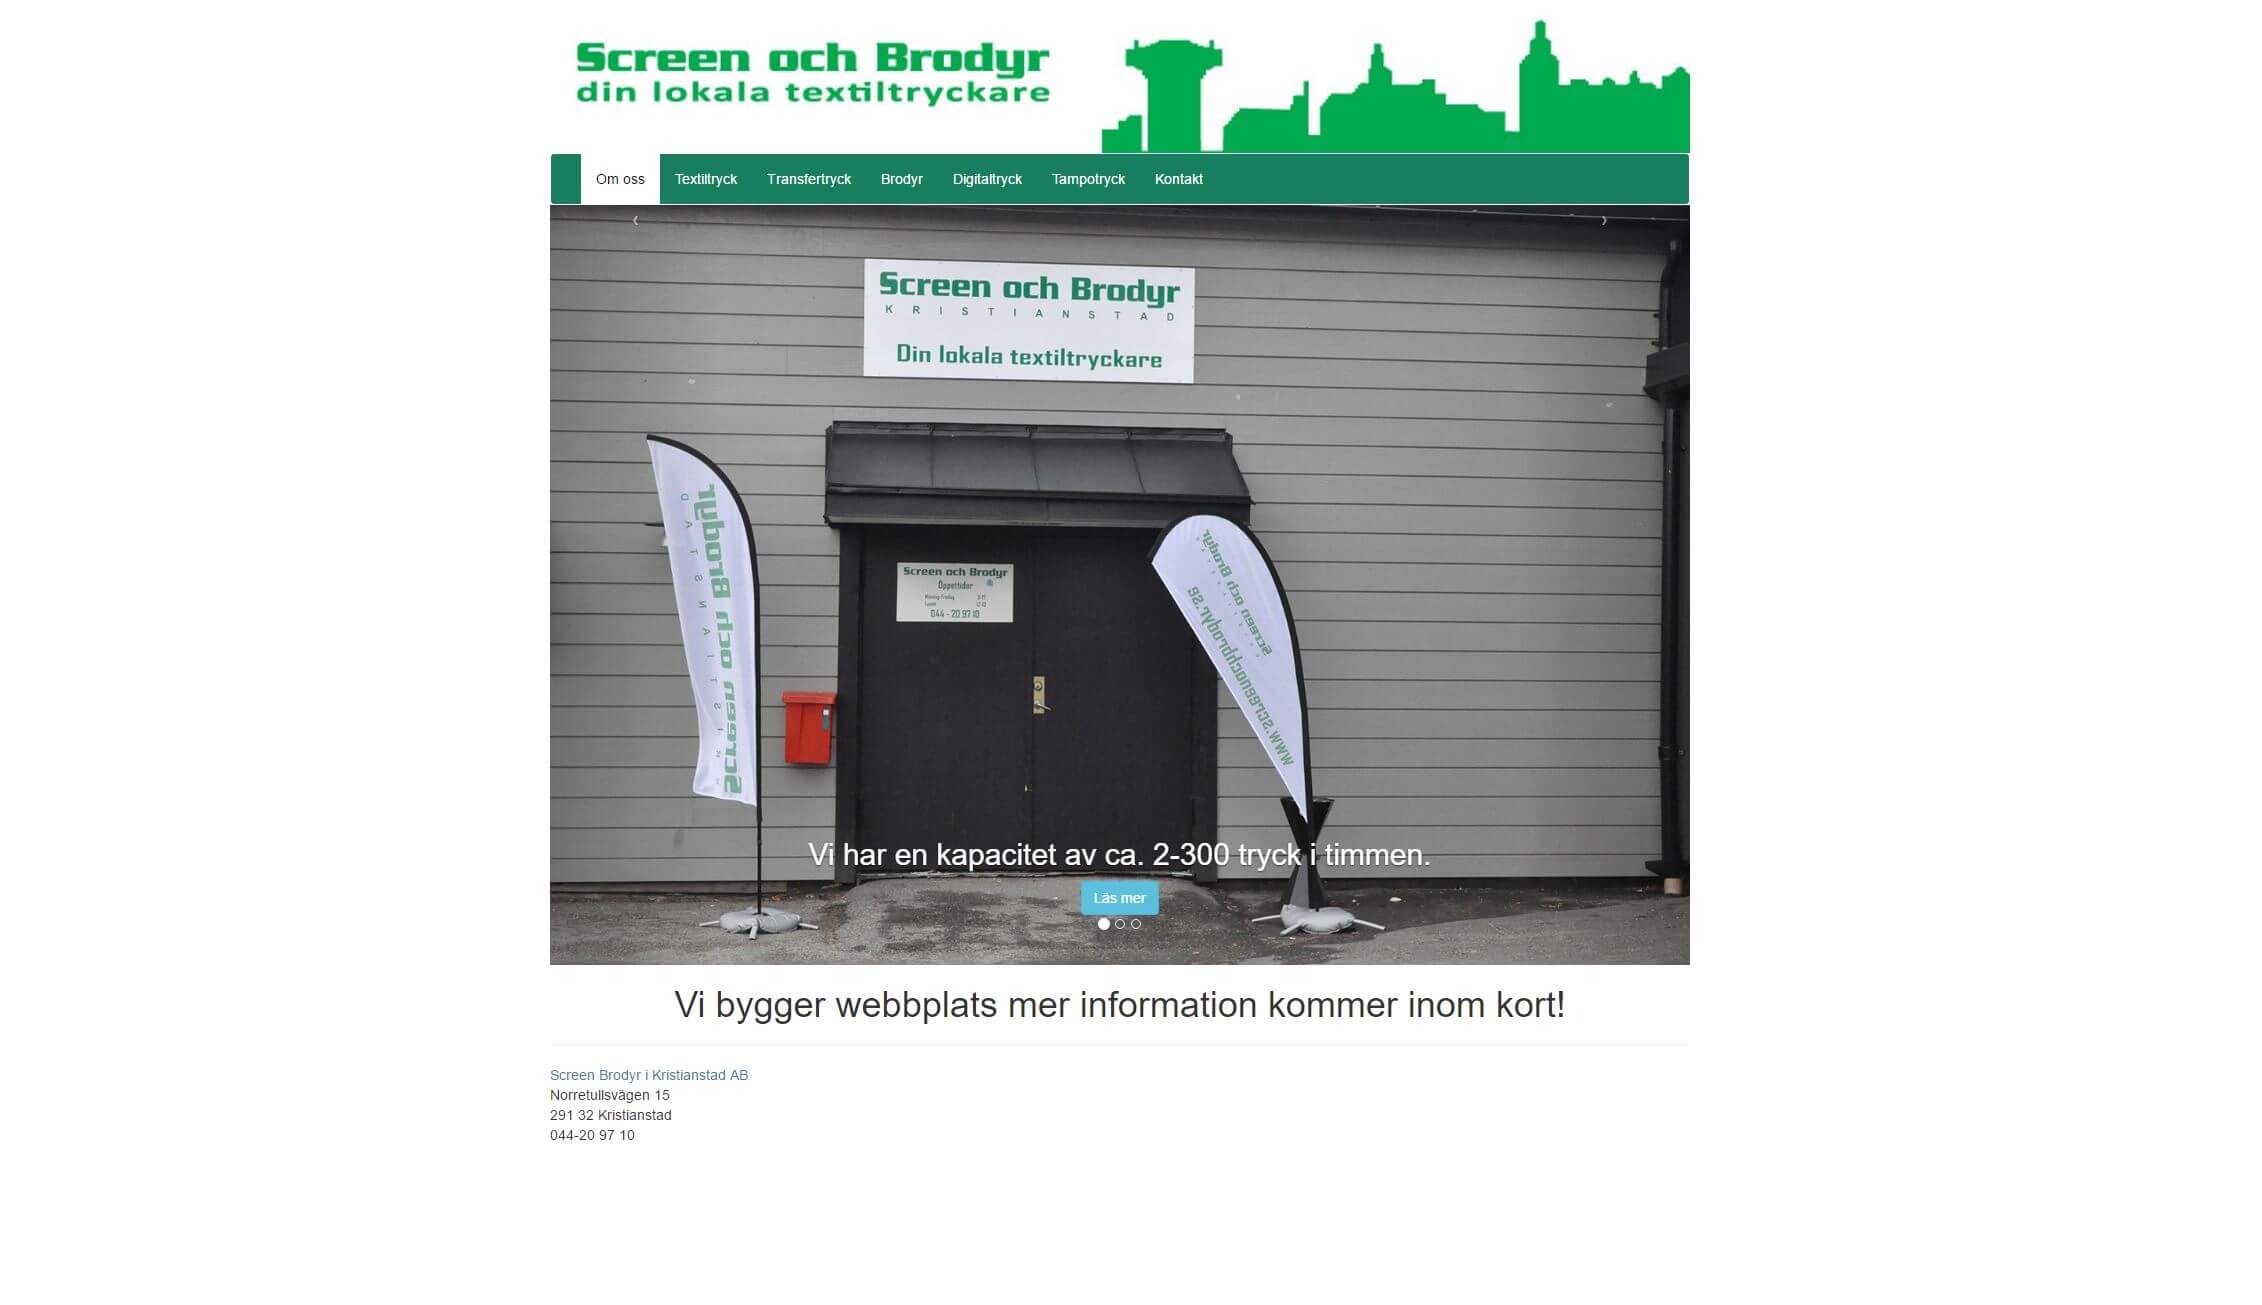 Screen och Brodyr
din lokala textiltryckare
Om oss Textiltryck Transfertryck Brodyr Digitaltryck Tampotryck Kontakt
Screen och Brodyr
KRISTIANSTAD
Din lokala textiltryckare
Screen och Brodyr
KRISTIANSTAD
Screen och Brodyr
Öppettider
Måndag-Fredag
Lunch
044 - 20 97 10
Screen och Brodyr
www.screenochbrodyr.se
Vi har en kapacitet av ca. 2-300 tryck i timmen.
Läs mer
Vi bygger webbplats mer information kommer inom kort!
Screen Brodyr i Kristianstad AB
Norretullsvägen 15
291 32 Kristianstad
044-20 97 10